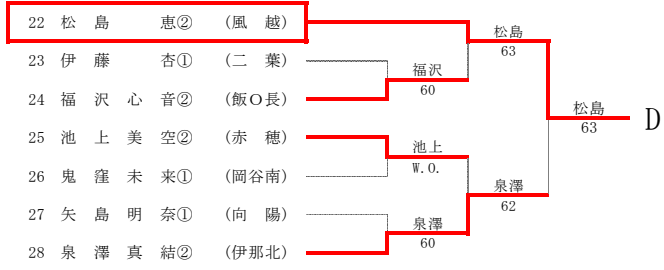 22 松 島 恵② (風 越)
松島
63
23 伊 藤 杏① (二 葉)
福沢
60
24 福 沢 心 音② (飯O長)
松島
63
D
25 池 上 美 空② (赤 穂)
池上
W.O.
26 鬼 窪 未 来① (岡谷南)
泉澤
62
27 矢 島 明 奈① (向 陽)
泉澤
60
28 泉 澤 真 結② (伊那北)